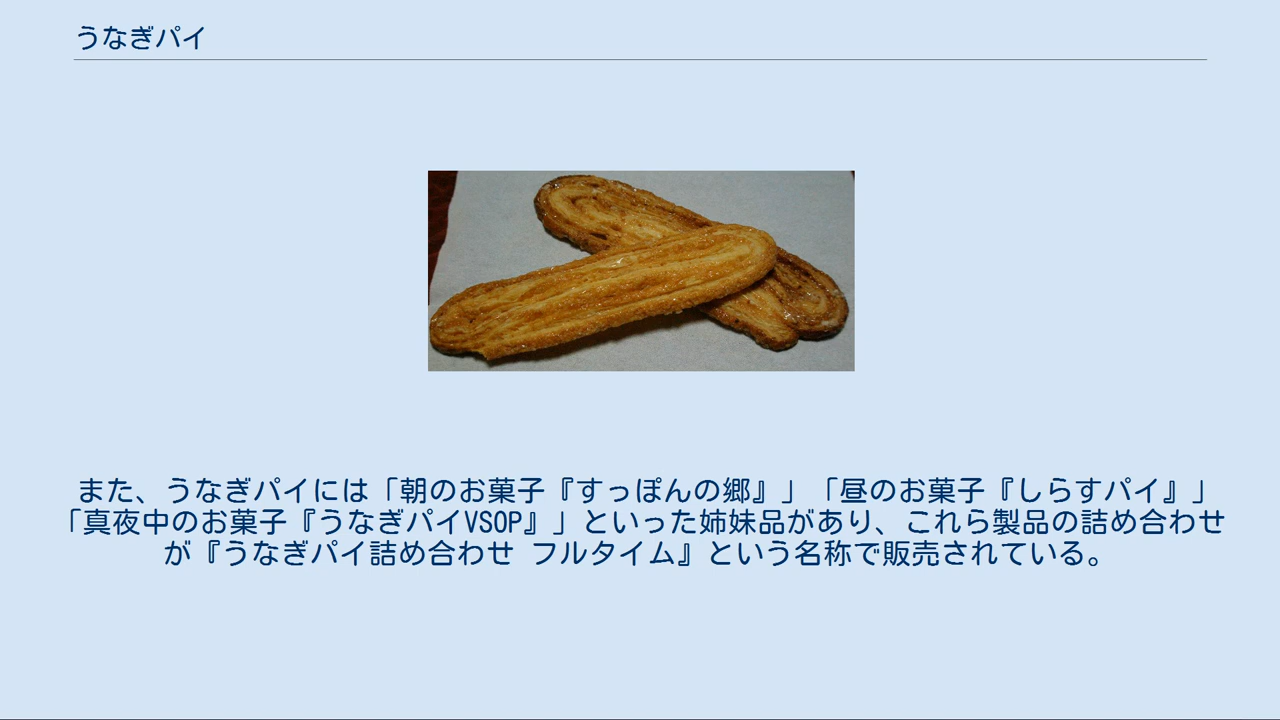 うなぎパイ
また、うなぎパイには「朝のお菓子『すっぽんの郷』」「昼のお菓子『しらすパイ』」
「真夜中のお菓子『うなぎパイVSOP』」といった姉妹品があり、これら製品の詰め合わせ
が『うなぎパイ詰め合わせ フルタイム』という名称で販売されている。